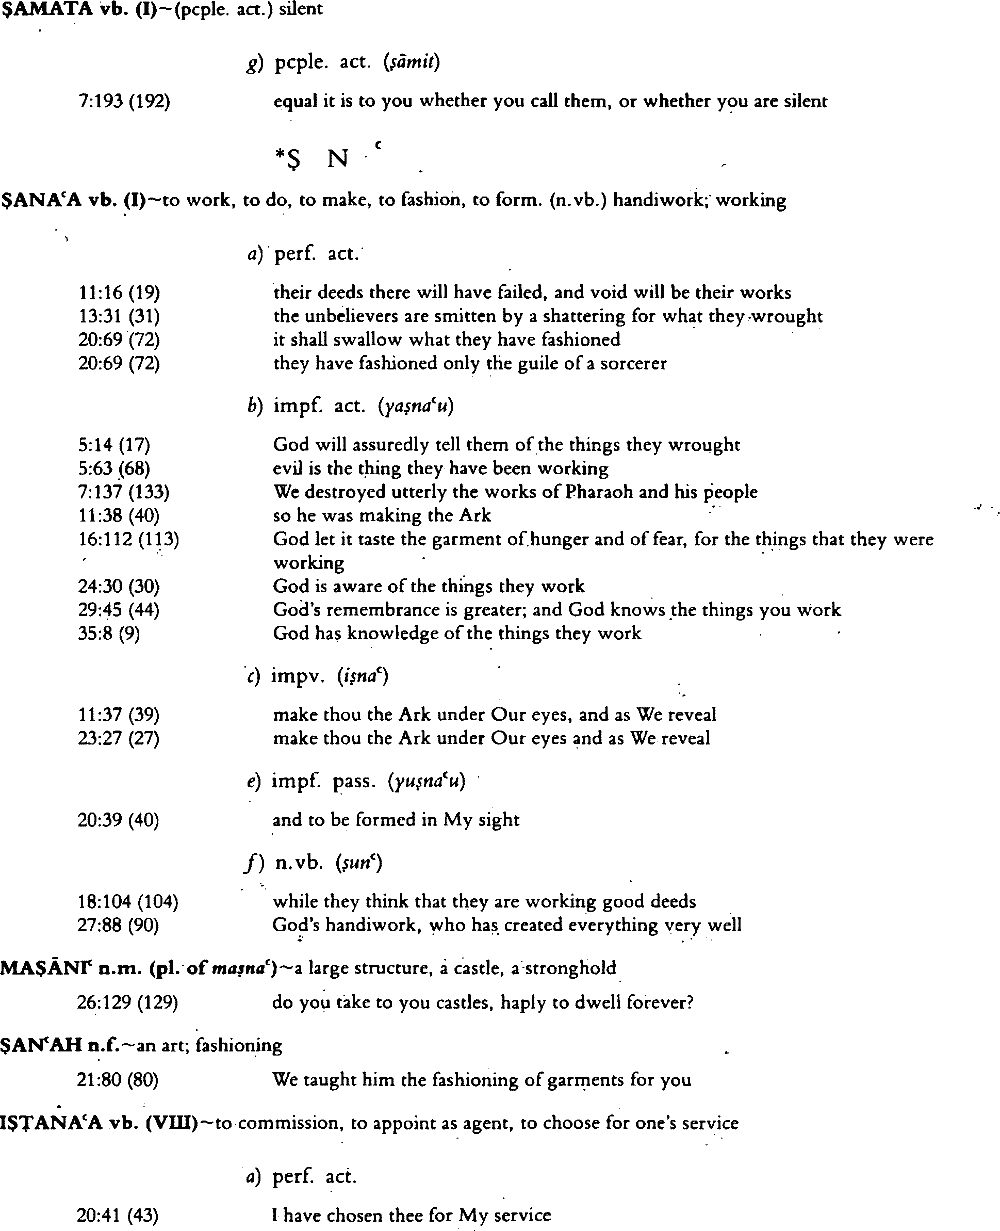 ṢAMATA vb. (I)~(pcple. act.) silent
g) pcple. act. (ṣāmit)
7:193 (192) equal it is to you whether you call them, or whether you are silent
*Ṣ N ʿ
ṢANAʿA vb. (I)~to work, to do, to make, to fashion, to form. (n.vb.) handiwork; working
a) perf. act.
11:16 (19) their deeds there will have failed, and void will be their works
13:31 (31) the unbelievers are smitten by a shattering for what they wrought
20:69 (72) it shall swallow what they have fashioned
20:69 (72) they have fashioned only the guile of a sorcerer
b) impf. act. (yaṣnaʿu)
5:14 (17) God will assuredly tell them of the things they wrought
5:63 (68) evil is the thing they have been working
7:137 (133) We destroyed utterly the works of Pharaoh and his people
11:38 (40) so he was making the Ark
16:112 (113) God let it taste the garment of hunger and of fear, for the things that they were
working
24:30 (30) God is aware of the things they work
29:45 (44) God's remembrance is greater; and God knows the things you work
35:8 (9) God has knowledge of the things they work
c) impv. (iṣnaʿ)
11:37 (39) make thou the Ark under Our eyes, and as We reveal
23:27 (27) make thou the Ark under Our eyes and as We reveal
e) impf. pass. (yuṣnaʿu)
20:39 (40) and to be formed in My sight
f) n.vb. (ṣunʿ)
18:104 (104) while they think that they are working good deeds
27:88 (90) God's handiwork, who has created everything very well
MAṢĀNIʿ n.m. (pl. of maṣnaʿ)~a large structure, a castle, a stronghold
26:129 (129) do you take to you castles, haply to dwell forever?
ṢANʿAH n.f.~an art; fashioning
21:80 (80) We taught him the fashioning of garments for you
IṢṬANAʿA vb. (VIII)~to commission, to appoint as agent, to choose for one's service
a) perf. act.
20:41 (43) I have chosen thee for My service